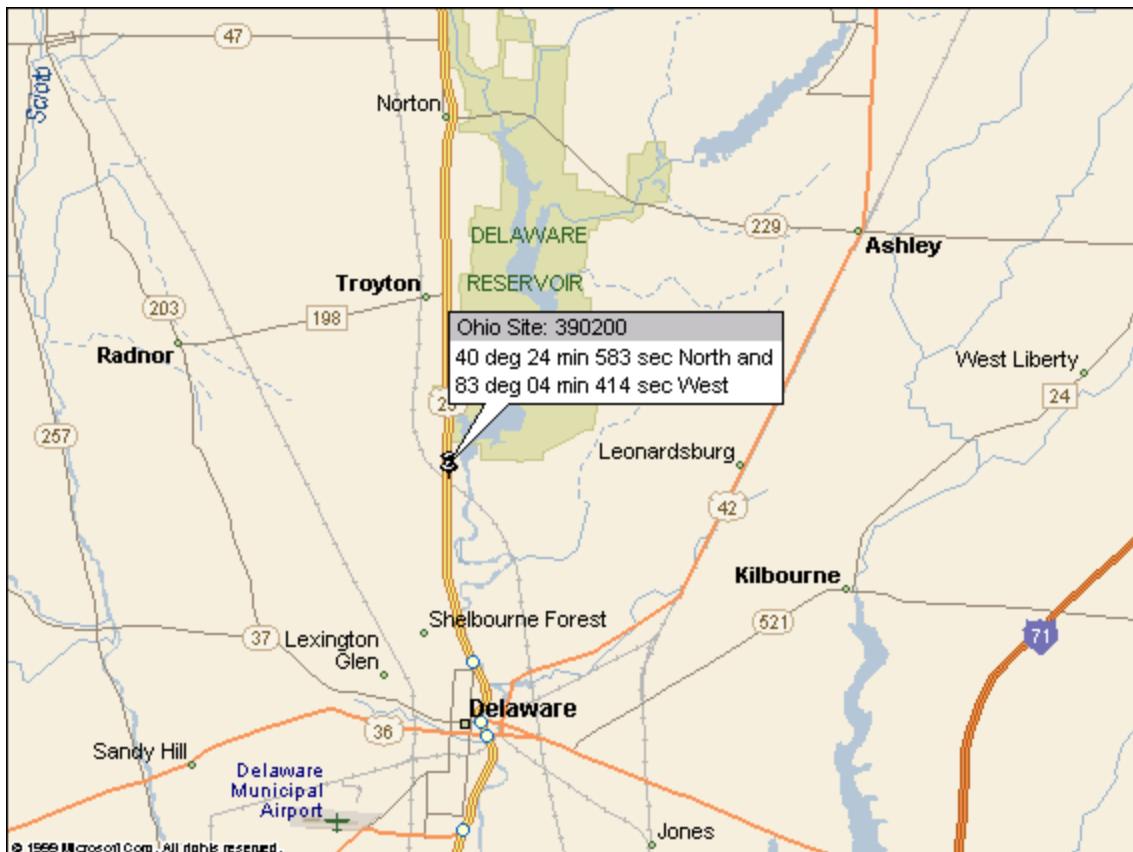 47
Scioto
Norton
229
DELAWARE
Ashley
RESERVOIR
Troyton
203
198
Ohio Site: 390200
Radnor
40 deg 24 min 583 sec North and
West Liberty
83 deg 04 min 414 sec West
24
257
Leonardsburg
42
Kilbourne
Shelbourne Forest
521
37
Lexington
Glen
71
Delaware
36
Sandy Hill
Delaware
Municipal
Airport
Jones
© 1999 Microsoft Corp. All rights reserved.